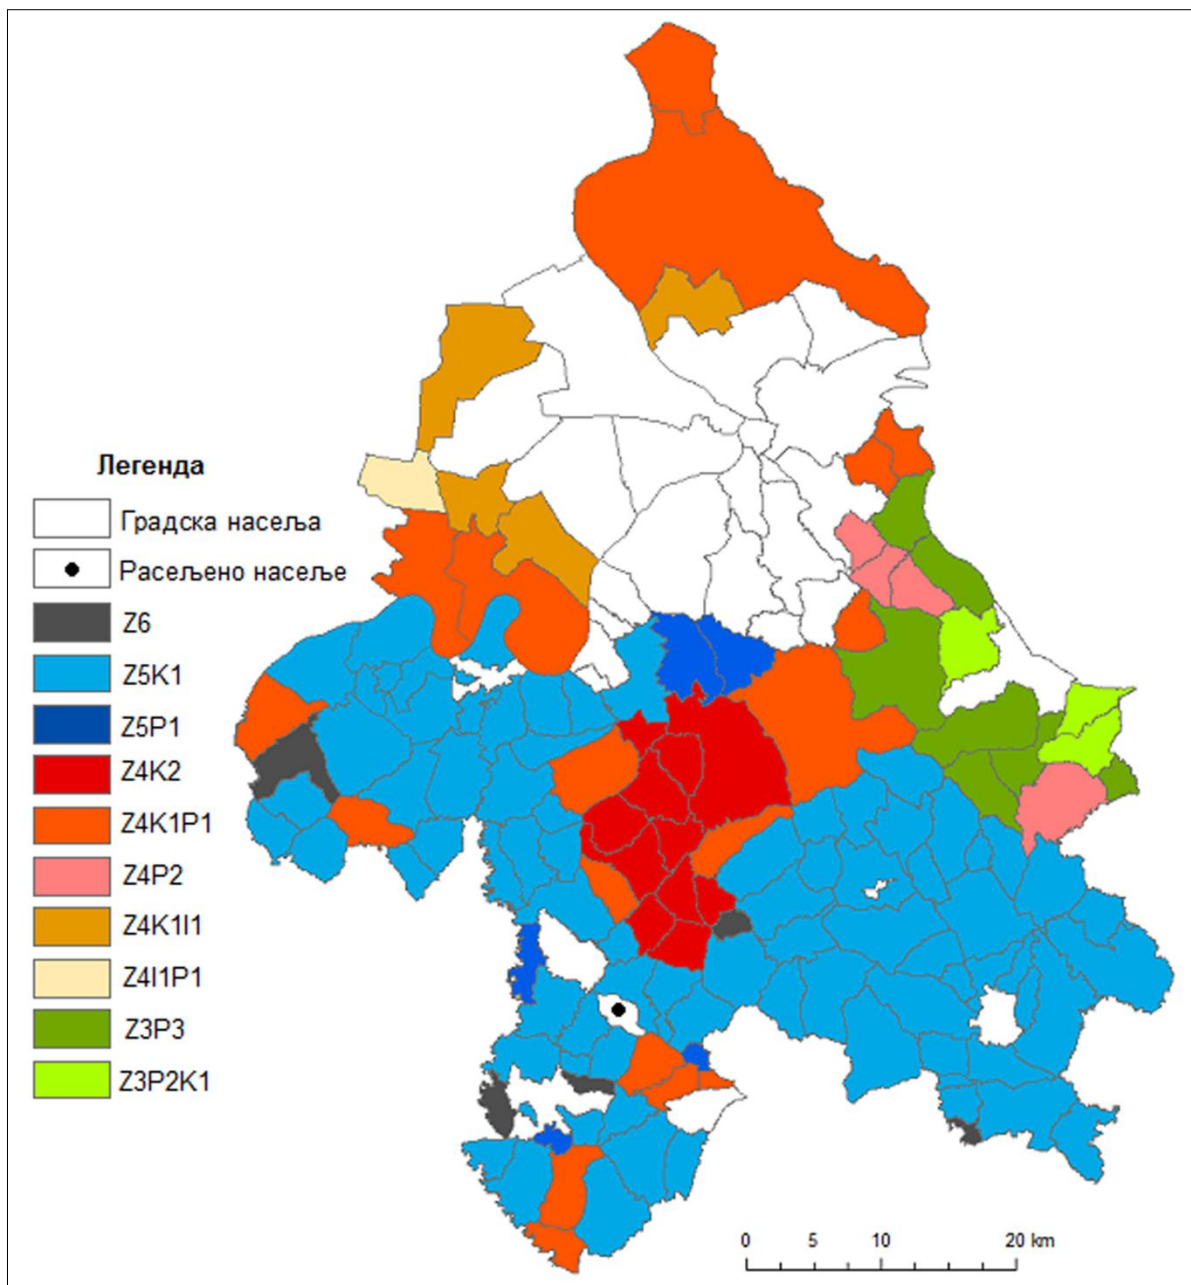 Легенда
Градска насеља
Расељено насеље
Z6
Z5K1
Z5P1
Z4K2
Z4K1P1
Z4P2
Z4K1I1
Z4I1P1
Z3P3
Z3P2K1
0 5 10 20 km